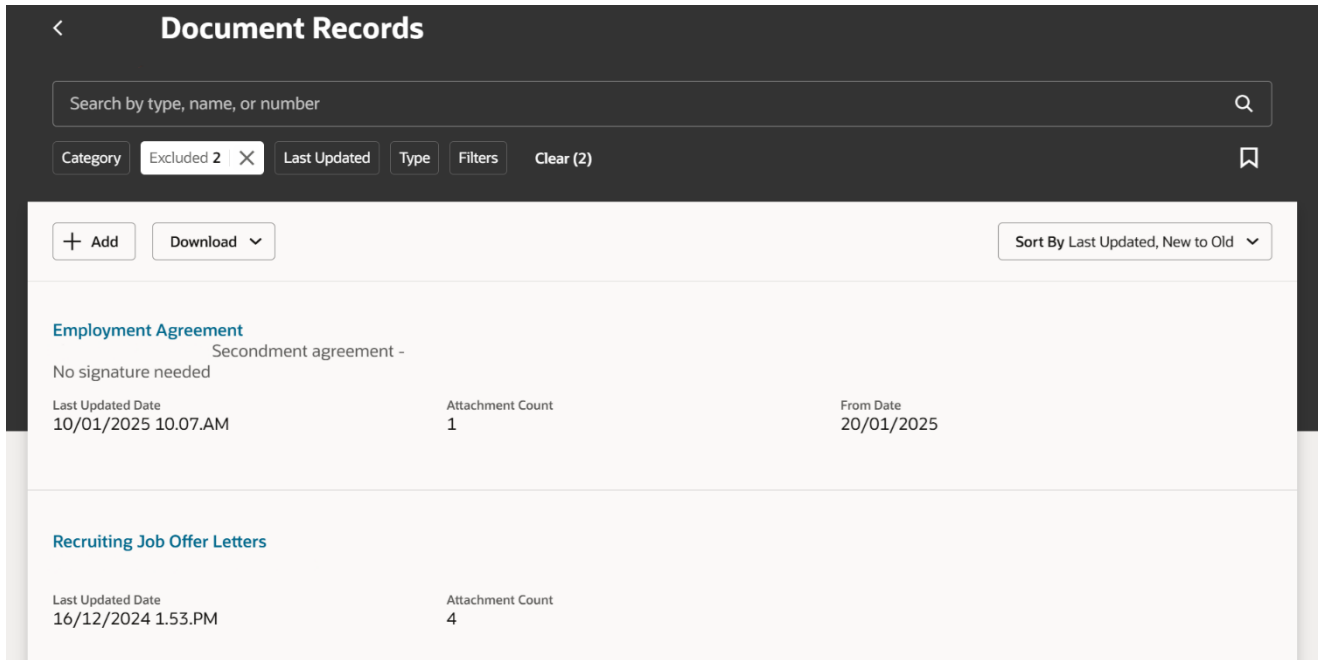 Document Records
Search by type, name, or number
Category Excluded 2 Last Updated Type Filters Clear (2)
Add Download Sort By Last Updated, New to Old
Employment Agreement
Secondment agreement -
No signature needed
Last Updated Date Attachment Count From Date
10/01/2025 10.07.AM 1 20/01/2025
Recruiting Job Offer Letters
Last Updated Date Attachment Count
16/12/2024 1.53.PM 4